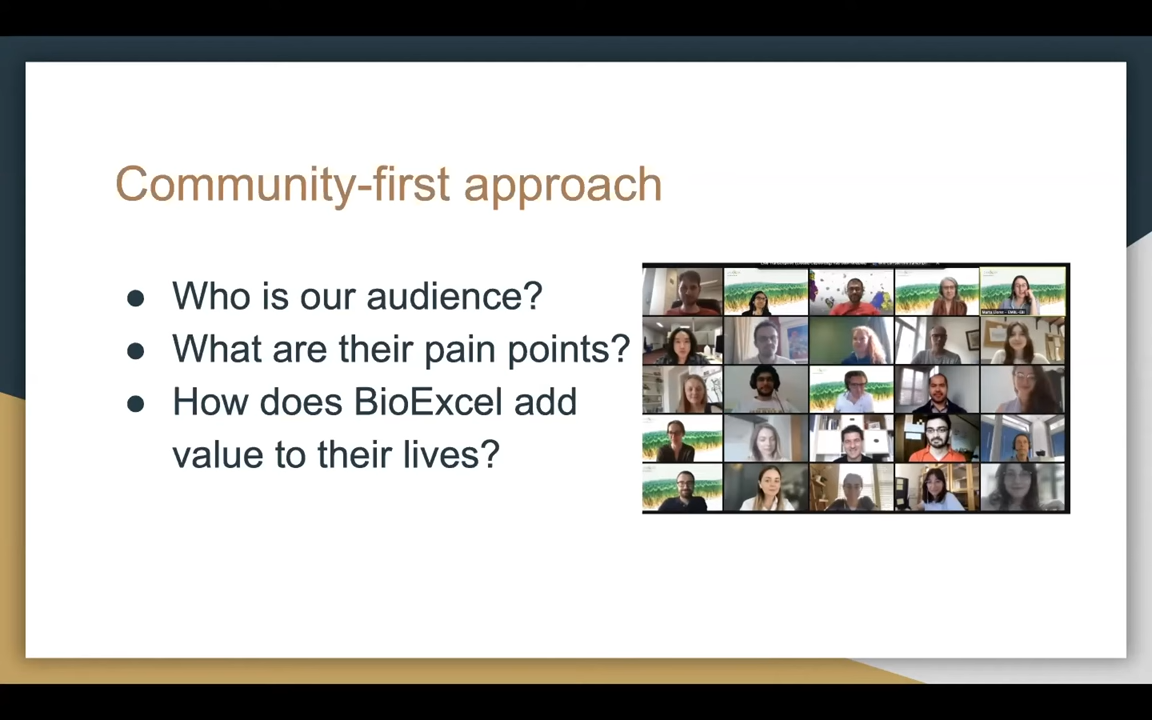 Community-first approach
● Who is our audience?
● What are their pain points?
● How does BioExcel add
value to their lives?